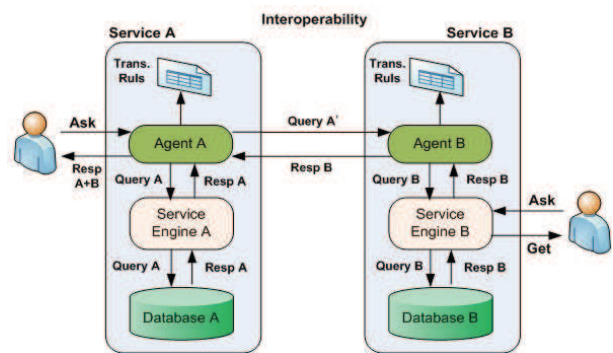 Interoperability
Service A
Service B
Trans.
Ruls
Trans.
Ruls
Ask
Query A'
Agent A
Agent B
Resp
A+B
Resp B
Query A
Resp A
Query B
Resp B
Ask
Service
Engine A
Service
Engine B
Get
Query A
Resp A
Query B
Resp B
Database A
Database B